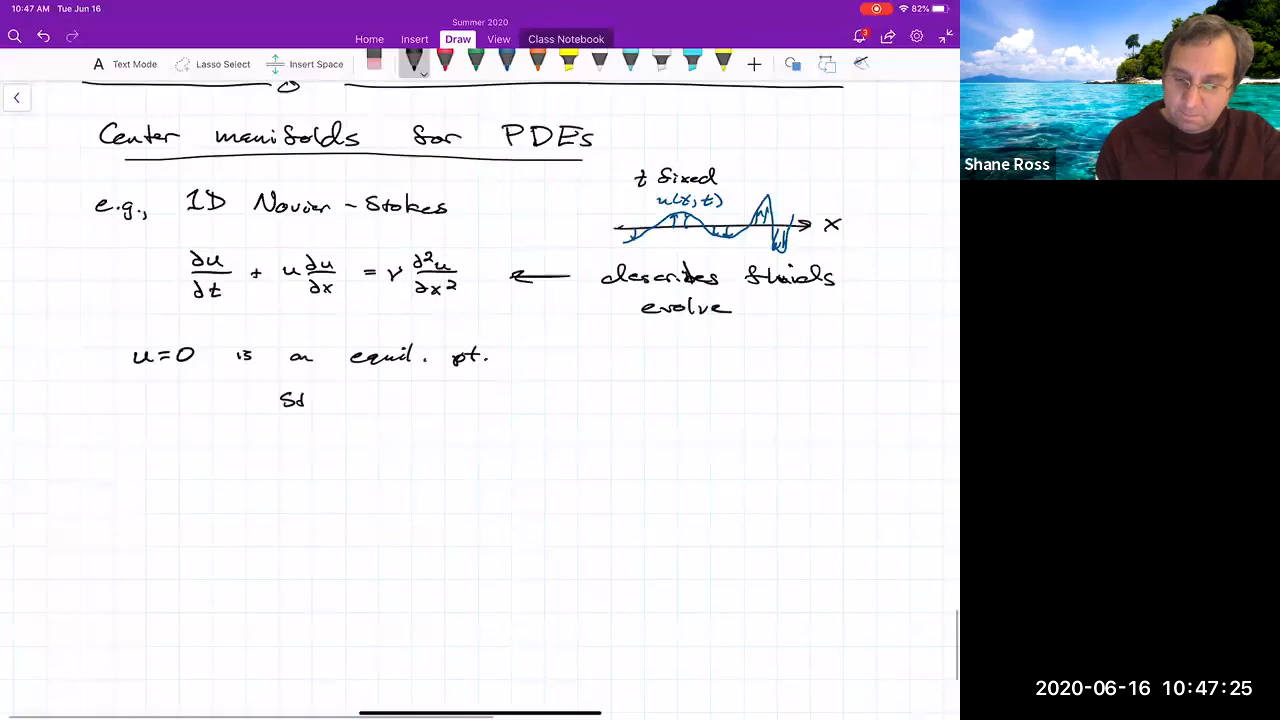 10:47 AM Tue Jun 16
82%
Summer 2020
Home Insert Draw View Class Notebook
3
A Text Mode Lasso Select Insert Space
Center manifolds for PDEs
t fixed
u(x,t)
x
e.g., 1D Navier-Stokes
∂u/∂t + u ∂u/∂x = ν ∂²u/∂x² ← describes fluids
evolve
u=0 is an equil. pt.
St
Shane Ross
2020-06-16 10:47:25